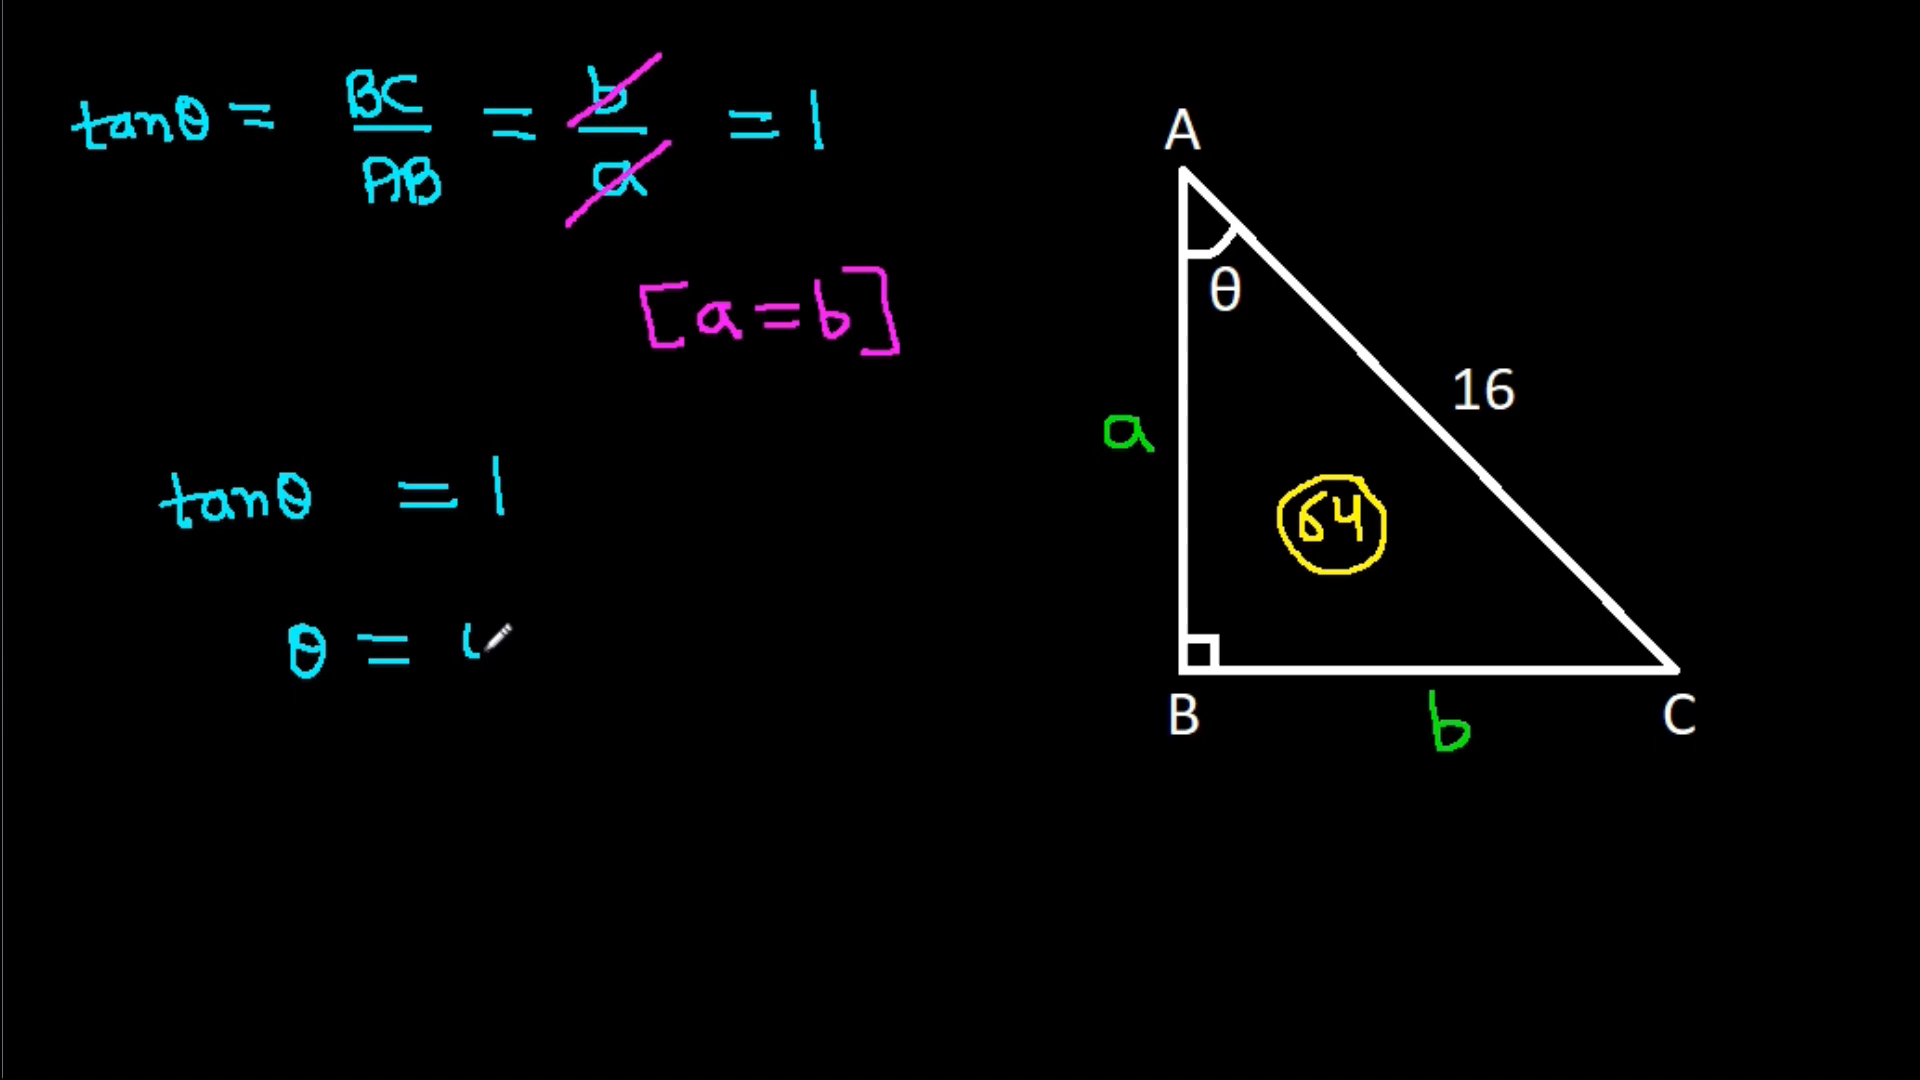 tanθ = BC/AB = b/a = 1
[a = b]
tanθ = 1
θ =
A
θ
16
a
64
B
b
C